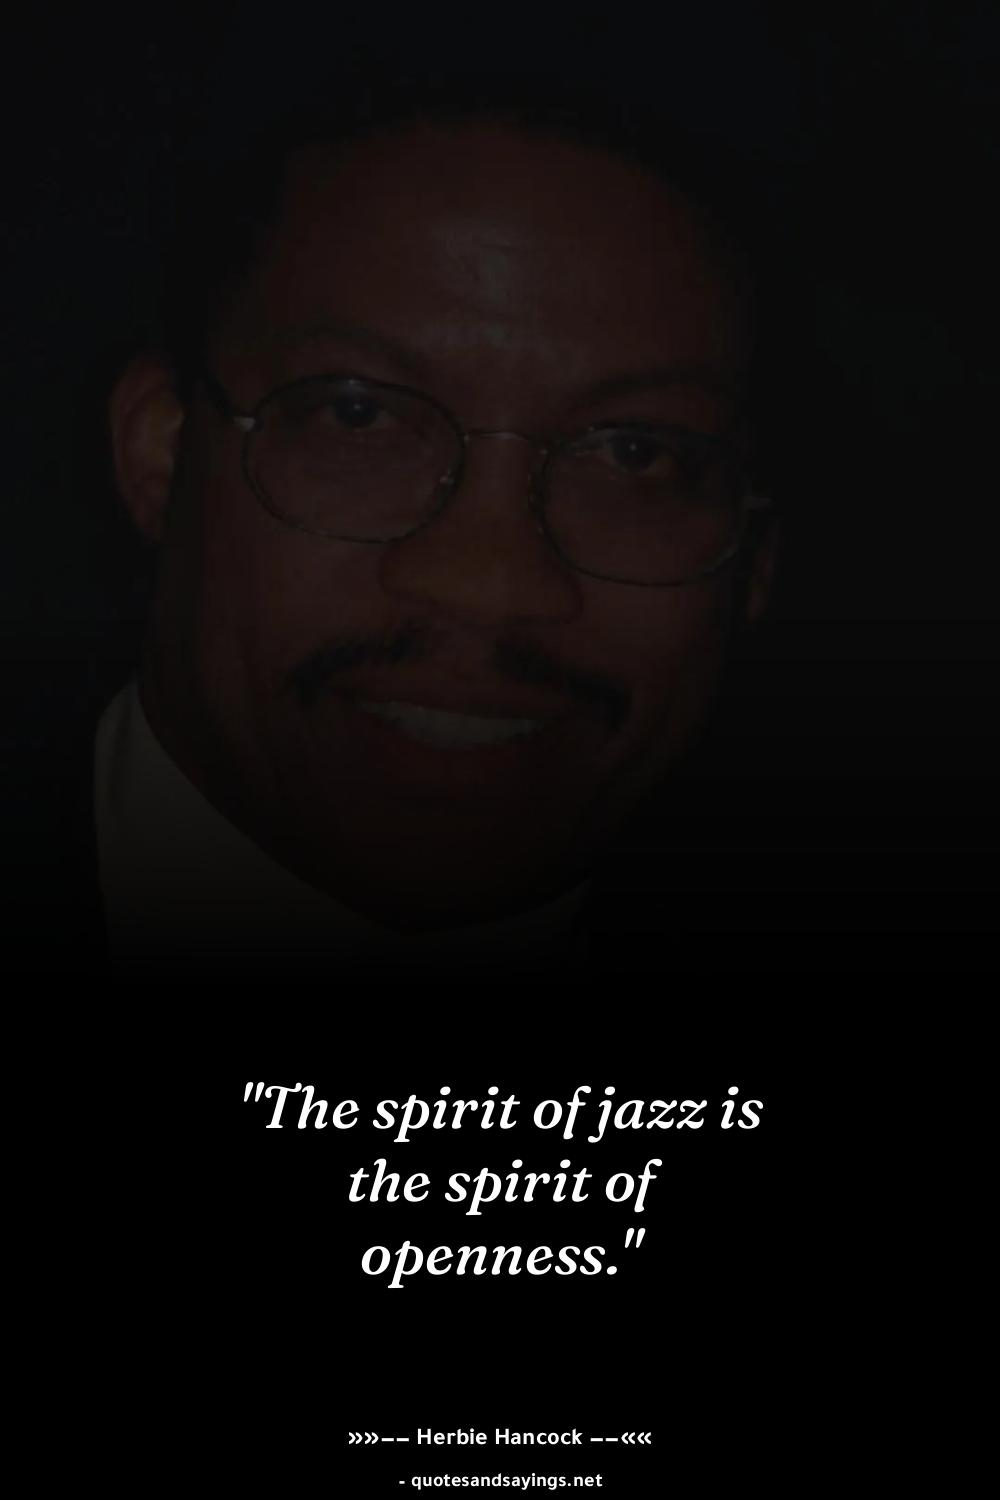 "The spirit of jazz is
the spirit of
openness."
»»–– Herbie Hancock ––««
- quotesandsayings.net